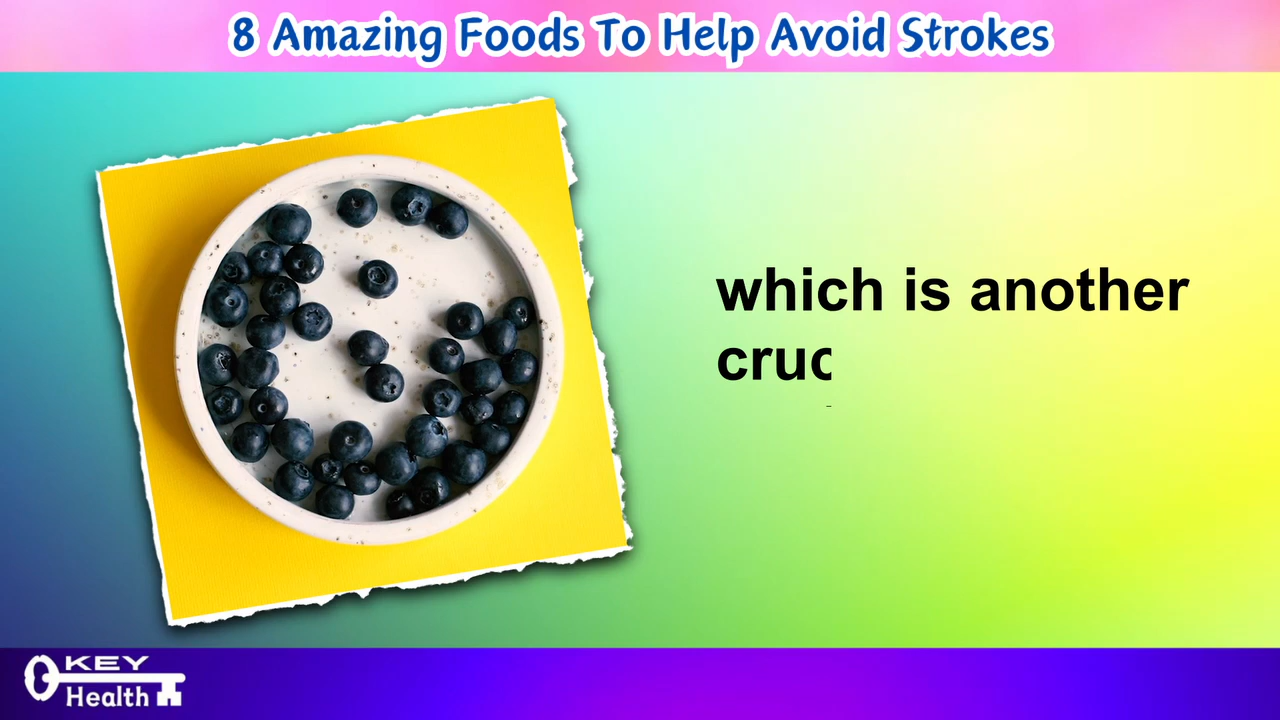 8 Amazing Foods To Help Avoid Strokes
which is another
cruc
KEY
Health